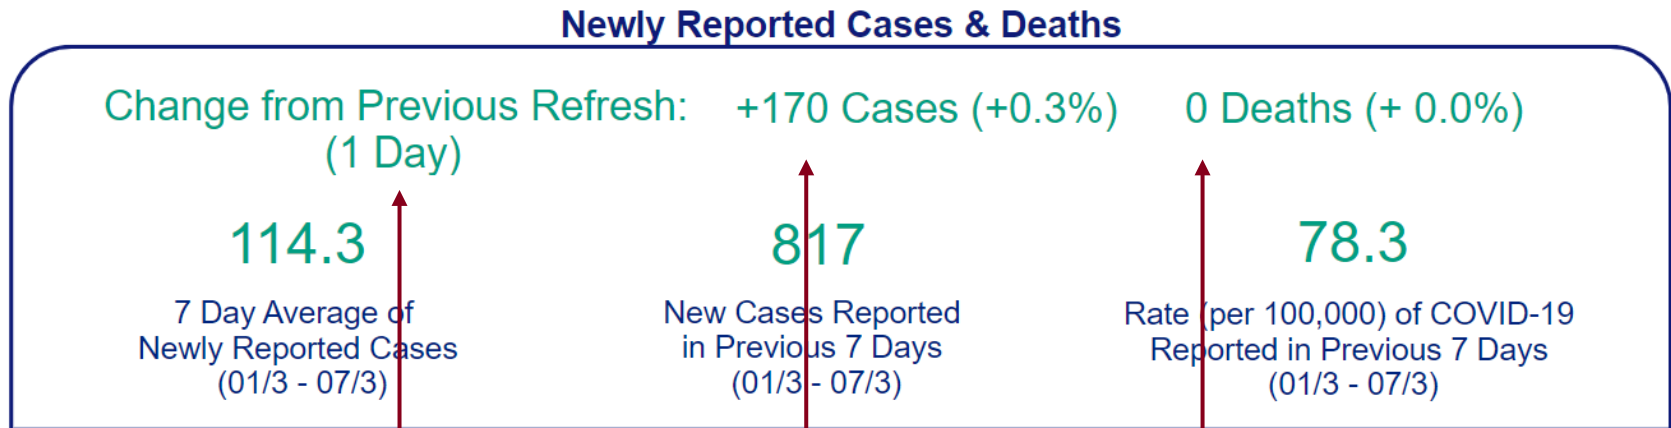 Newly Reported Cases & Deaths
Change from Previous Refresh: +170 Cases (+0.3%) 0 Deaths (+ 0.0%)
(1 Day)
114.3
7 Day Average of
Newly Reported Cases
(01/3 - 07/3)
817
New Cases Reported
in Previous 7 Days
(01/3 - 07/3)
78.3
Rate (per 100,000) of COVID-19
Reported in Previous 7 Days
(01/3 - 07/3)